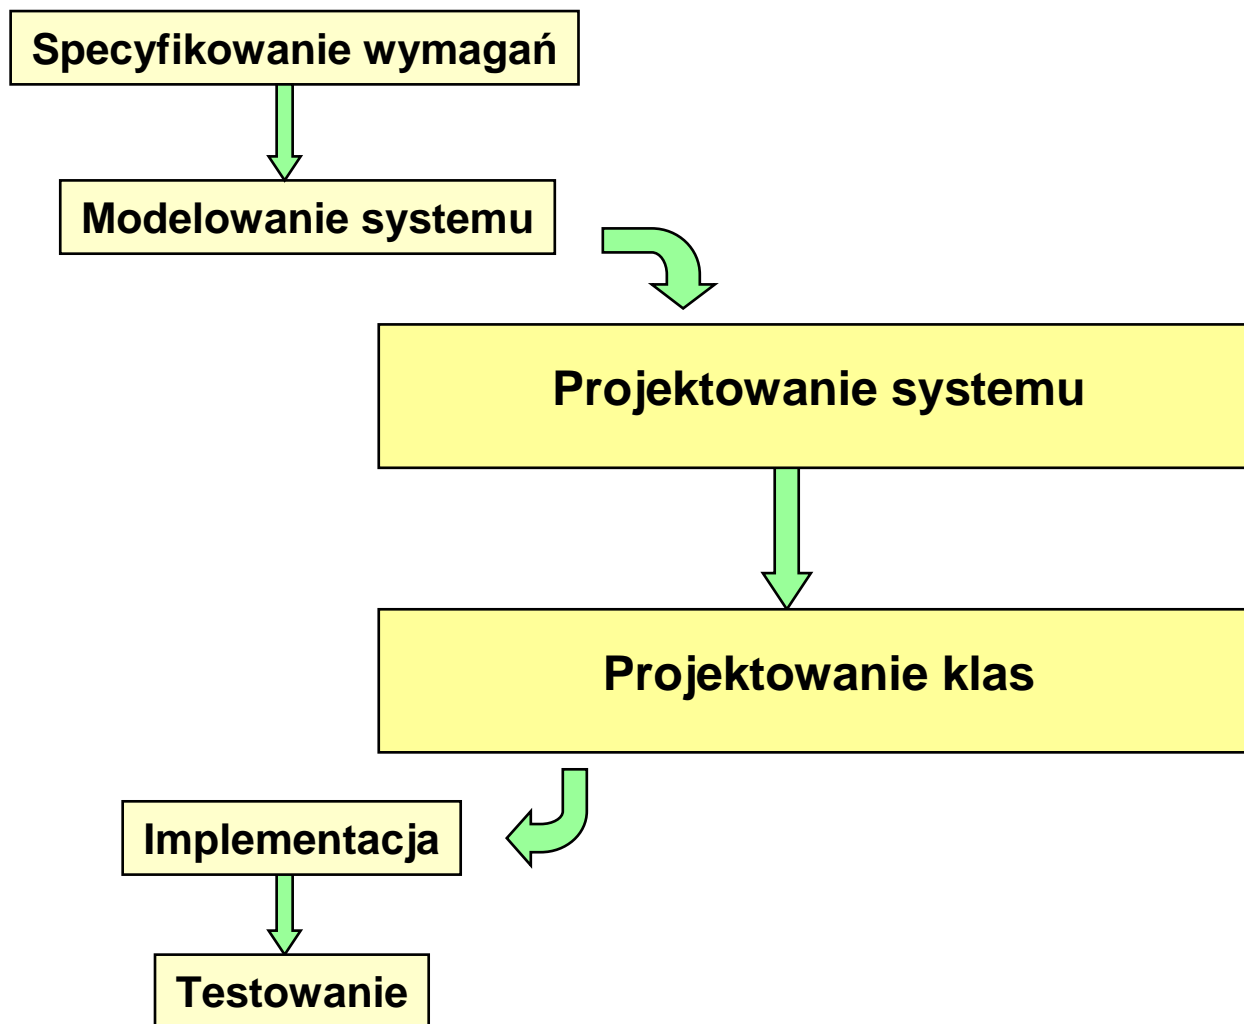 Specyfikowanie wymagań
Modelowanie systemu
Projektowanie systemu
Projektowanie klas
Implementacja
Testowanie